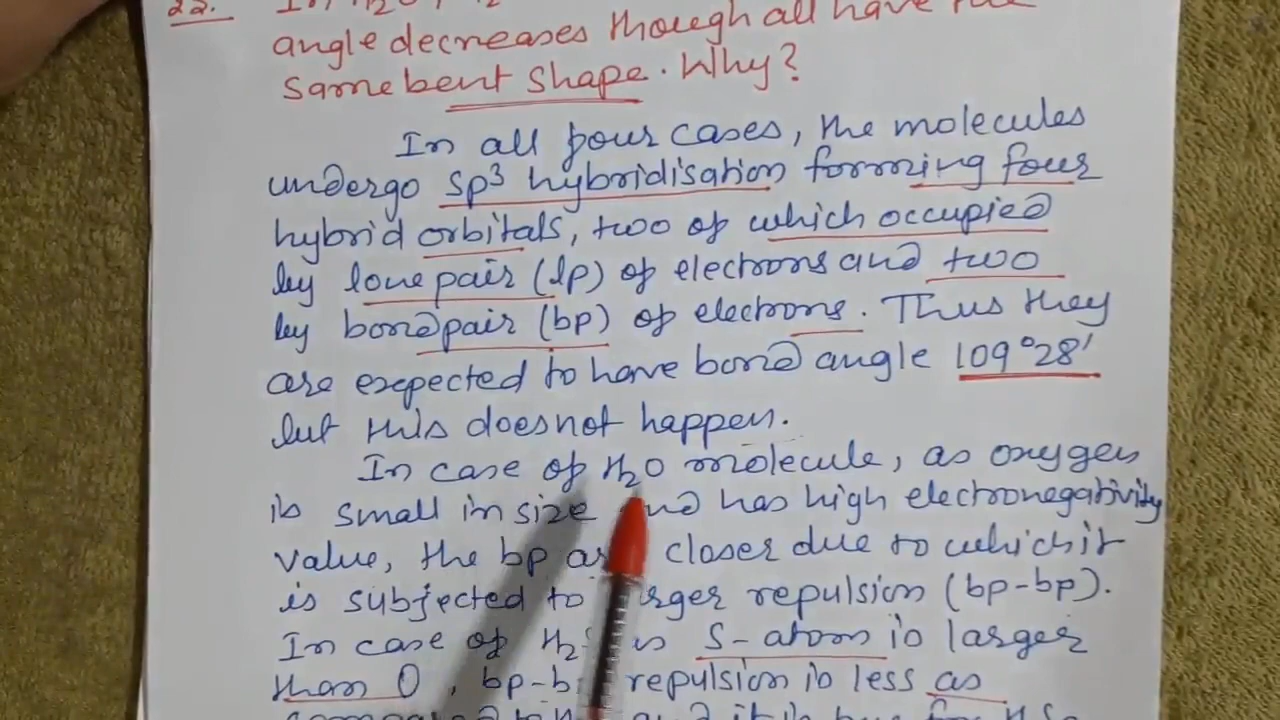 22. In H2O, H2
angle decreases though all have the
same bent shape. Why?
In all four cases, the molecules
undergo sp³ hybridisation forming four
hybrid orbitals, two of which occupied
by lone pair (lp) of electrons and two
by bond pair (bp) of electrons. Thus they
are expected to have bond angle 109°28'
but this does not happen.
In case of H2O molecule, as oxygen
is small in size and has high electronegativity
value, the bp are closer due to which it
is subjected to larger repulsion (bp-bp).
In case of H2S as S-atom is larger
than O, bp-bp repulsion is less as